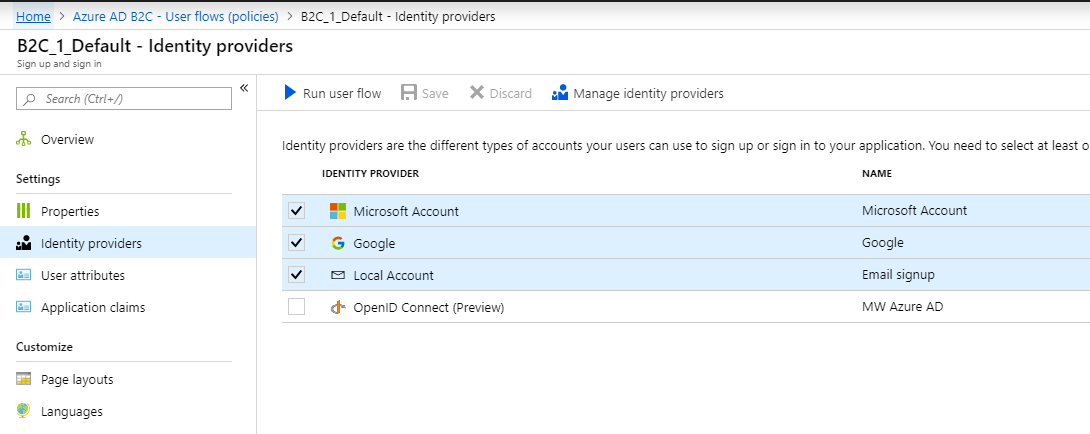 Home > Azure AD B2C - User flows (policies) > B2C_1_Default - Identity providers
B2C_1_Default - Identity providers
Sign up and sign in
Search (Ctrl+/)
«
Overview
Settings
Properties
Identity providers
User attributes
Application claims
Customize
Page layouts
Languages
Run user flow Save Discard Manage identity providers
Identity providers are the different types of accounts your users can use to sign up or sign in to your application. You need to select at least o
IDENTITY PROVIDER NAME
Microsoft Account Microsoft Account
Google Google
Local Account Email signup
OpenID Connect (Preview) MW Azure AD